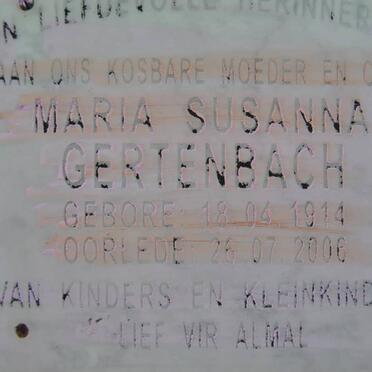 N LIEFDEVOLLE HERINNER
AAN ONS KOSBARE MOEDER EN O
MARIA SUSANNA
GERTENBACH
GEBORE: 18.04.1914
OORLEDE: 26.07.2006
VAN KINDERS EN KLEINKIND
LIEF VIR ALMAL